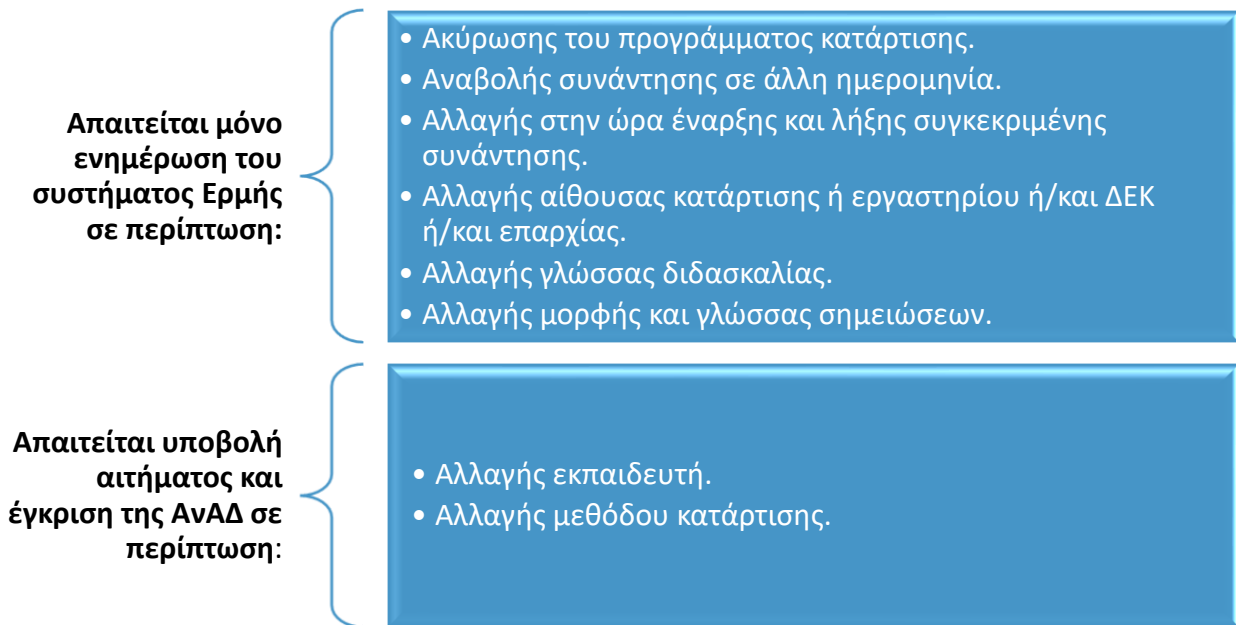 Απαιτείται μόνο
ενημέρωση του
συστήματος Ερμής
σε περίπτωση:
• Ακύρωσης του προγράμματος κατάρτισης.
• Αναβολής συνάντησης σε άλλη ημερομηνία.
• Αλλαγής στην ώρα έναρξης και λήξης συγκεκριμένης
συνάντησης.
• Αλλαγής αίθουσας κατάρτισης ή εργαστηρίου ή/και ΔΕΚ
ή/και επαρχίας.
• Αλλαγής γλώσσας διδασκαλίας.
• Αλλαγής μορφής και γλώσσας σημειώσεων.
Απαιτείται υποβολή
αιτήματος και
έγκριση της ΑνΑΔ σε
περίπτωση:
• Αλλαγής εκπαιδευτή.
• Αλλαγής μεθόδου κατάρτισης.